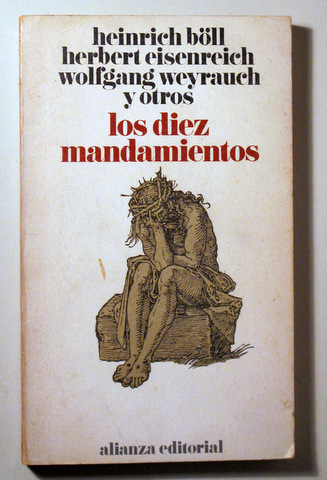 heinrich böll
herbert eisenreich
wolfgang weyrauch
y otros
los diez
mandamientos
alianza editorial